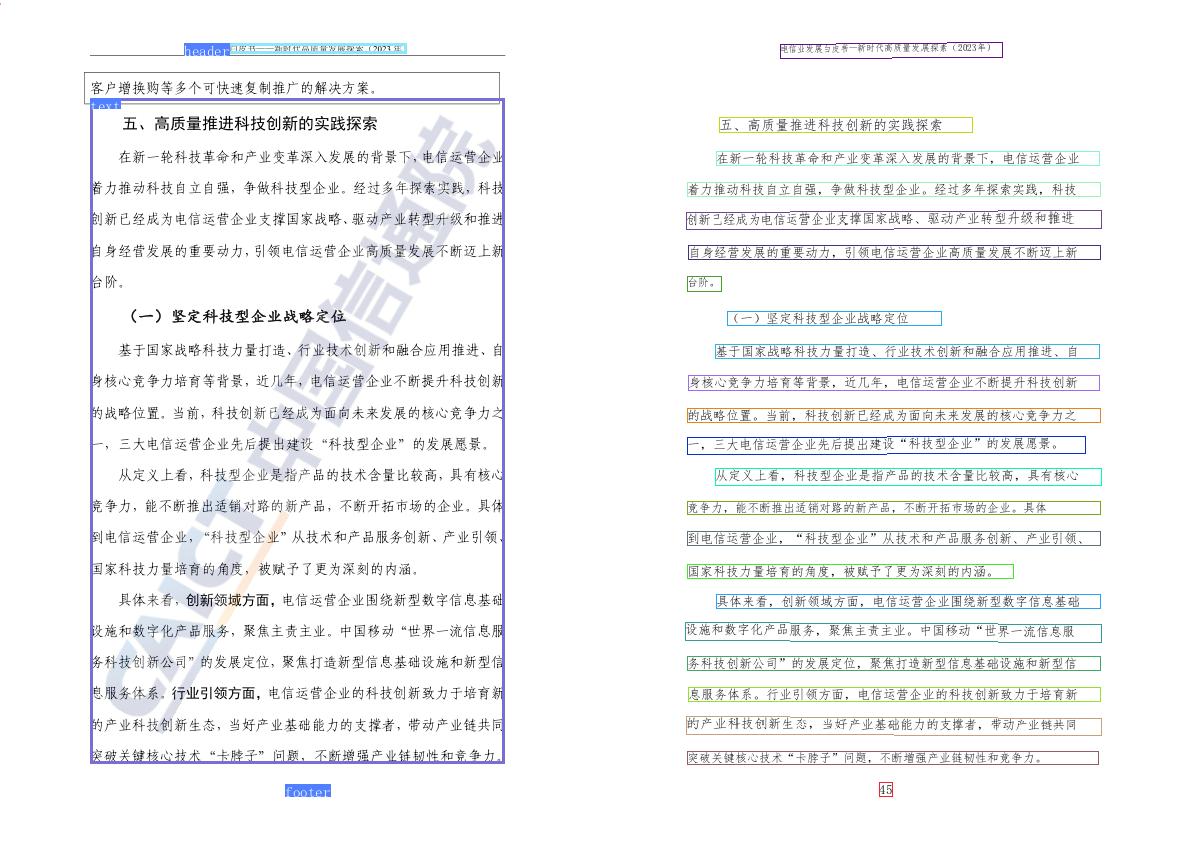 header 白皮书——新时代高质量发展探索（2023 年
客户增换购等多个可快速复制推广的解决方案。
text
五、高质量推进科技创新的实践探索
在新一轮科技革命和产业变革深入发展的背景下，电信运营企业
着力推动科技自立自强，争做科技型企业。经过多年探索实践，科技
创新已经成为电信运营企业支撑国家战略、驱动产业转型升级和推进
自身经营发展的重要动力，引领电信运营企业高质量发展不断迈上新
台阶。
（一）坚定科技型企业战略定位
基于国家战略科技力量打造、行业技术创新和融合应用推进、自
身核心竞争力培育等背景，近几年，电信运营企业不断提升科技创新
的战略位置。当前，科技创新已经成为面向未来发展的核心竞争力之
一，三大电信运营企业先后提出建设“科技型企业”的发展愿景。
从定义上看，科技型企业是指产品的技术含量比较高，具有核心
竞争力，能不断推出适销对路的新产品，不断开拓市场的企业。具体
到电信运营企业，“科技型企业”从技术和产品服务创新、产业引领、
国家科技力量培育的角度，被赋予了更为深刻的内涵。
具体来看，创新领域方面，电信运营企业围绕新型数字信息基础
设施和数字化产品服务，聚焦主责主业。中国移动“世界一流信息服
务科技创新公司”的发展定位，聚焦打造新型信息基础设施和新型信
息服务体系。行业引领方面，电信运营企业的科技创新致力于培育新
的产业科技创新生态，当好产业基础能力的支撑者，带动产业链共同
突破关键核心技术“卡脖子”问题，不断增强产业链韧性和竞争力。
footer
CAICT 中国信通院
电信业发展白皮书—新时代高质量发展探索（2023年）
五、高质量推进科技创新的实践探索
在新一轮科技革命和产业变革深入发展的背景下，电信运营企业
着力推动科技自立自强，争做科技型企业。经过多年探索实践，科技
创新已经成为电信运营企业支撑国家战略、驱动产业转型升级和推进
自身经营发展的重要动力，引领电信运营企业高质量发展不断迈上新
台阶。
（一）坚定科技型企业战略定位
基于国家战略科技力量打造、行业技术创新和融合应用推进、自
身核心竞争力培育等背景，近几年，电信运营企业不断提升科技创新
的战略位置。当前，科技创新已经成为面向未来发展的核心竞争力之
一，三大电信运营企业先后提出建设“科技型企业”的发展愿景。
从定义上看，科技型企业是指产品的技术含量比较高，具有核心
竞争力，能不断推出适销对路的新产品，不断开拓市场的企业。具体
到电信运营企业，“科技型企业”从技术和产品服务创新、产业引领、
国家科技力量培育的角度，被赋予了更为深刻的内涵。
具体来看，创新领域方面，电信运营企业围绕新型数字信息基础
设施和数字化产品服务，聚焦主责主业。中国移动“世界一流信息服
务科技创新公司”的发展定位，聚焦打造新型信息基础设施和新型信
息服务体系。行业引领方面，电信运营企业的科技创新致力于培育新
的产业科技创新生态，当好产业基础能力的支撑者，带动产业链共同
突破关键核心技术“卡脖子”问题，不断增强产业链韧性和竞争力。
45